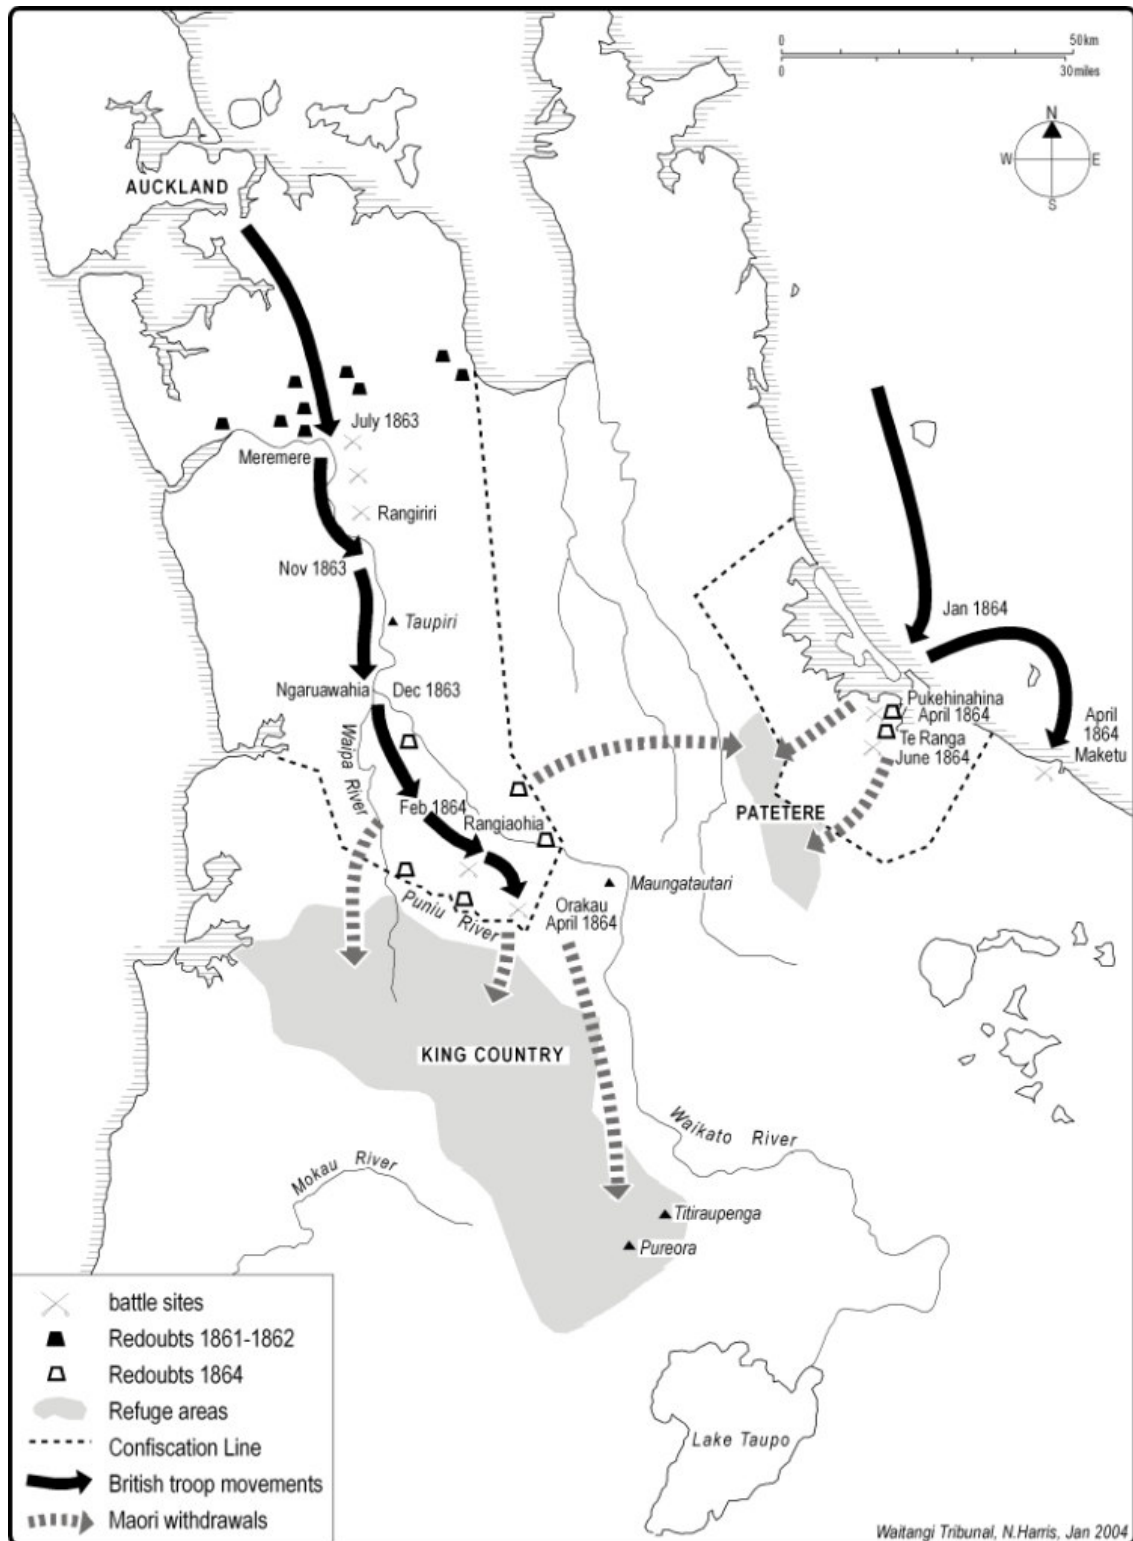 0 50km
0 30miles
N
W E
S
AUCKLAND
July 1863
Meremere
Rangiriri
Nov 1863
Taupiri
Jan 1864
Ngaruawahia Dec 1863
Pukehinahina
April 1864
Te Ranga
June 1864
April
1864
Maketu
Waipa River
Feb 1864
Rangiaohia
PATETERE
Maungatautari
Puniu River
Orakau
April 1864
KING COUNTRY
Waikato River
Mokau River
Titiraupenga
Pureora
battle sites
Redoubts 1861-1862
Redoubts 1864
Refuge areas
Confiscation Line
British troop movements
Maori withdrawals
Lake Taupo
Waitangi Tribunal, N.Harris, Jan 2004